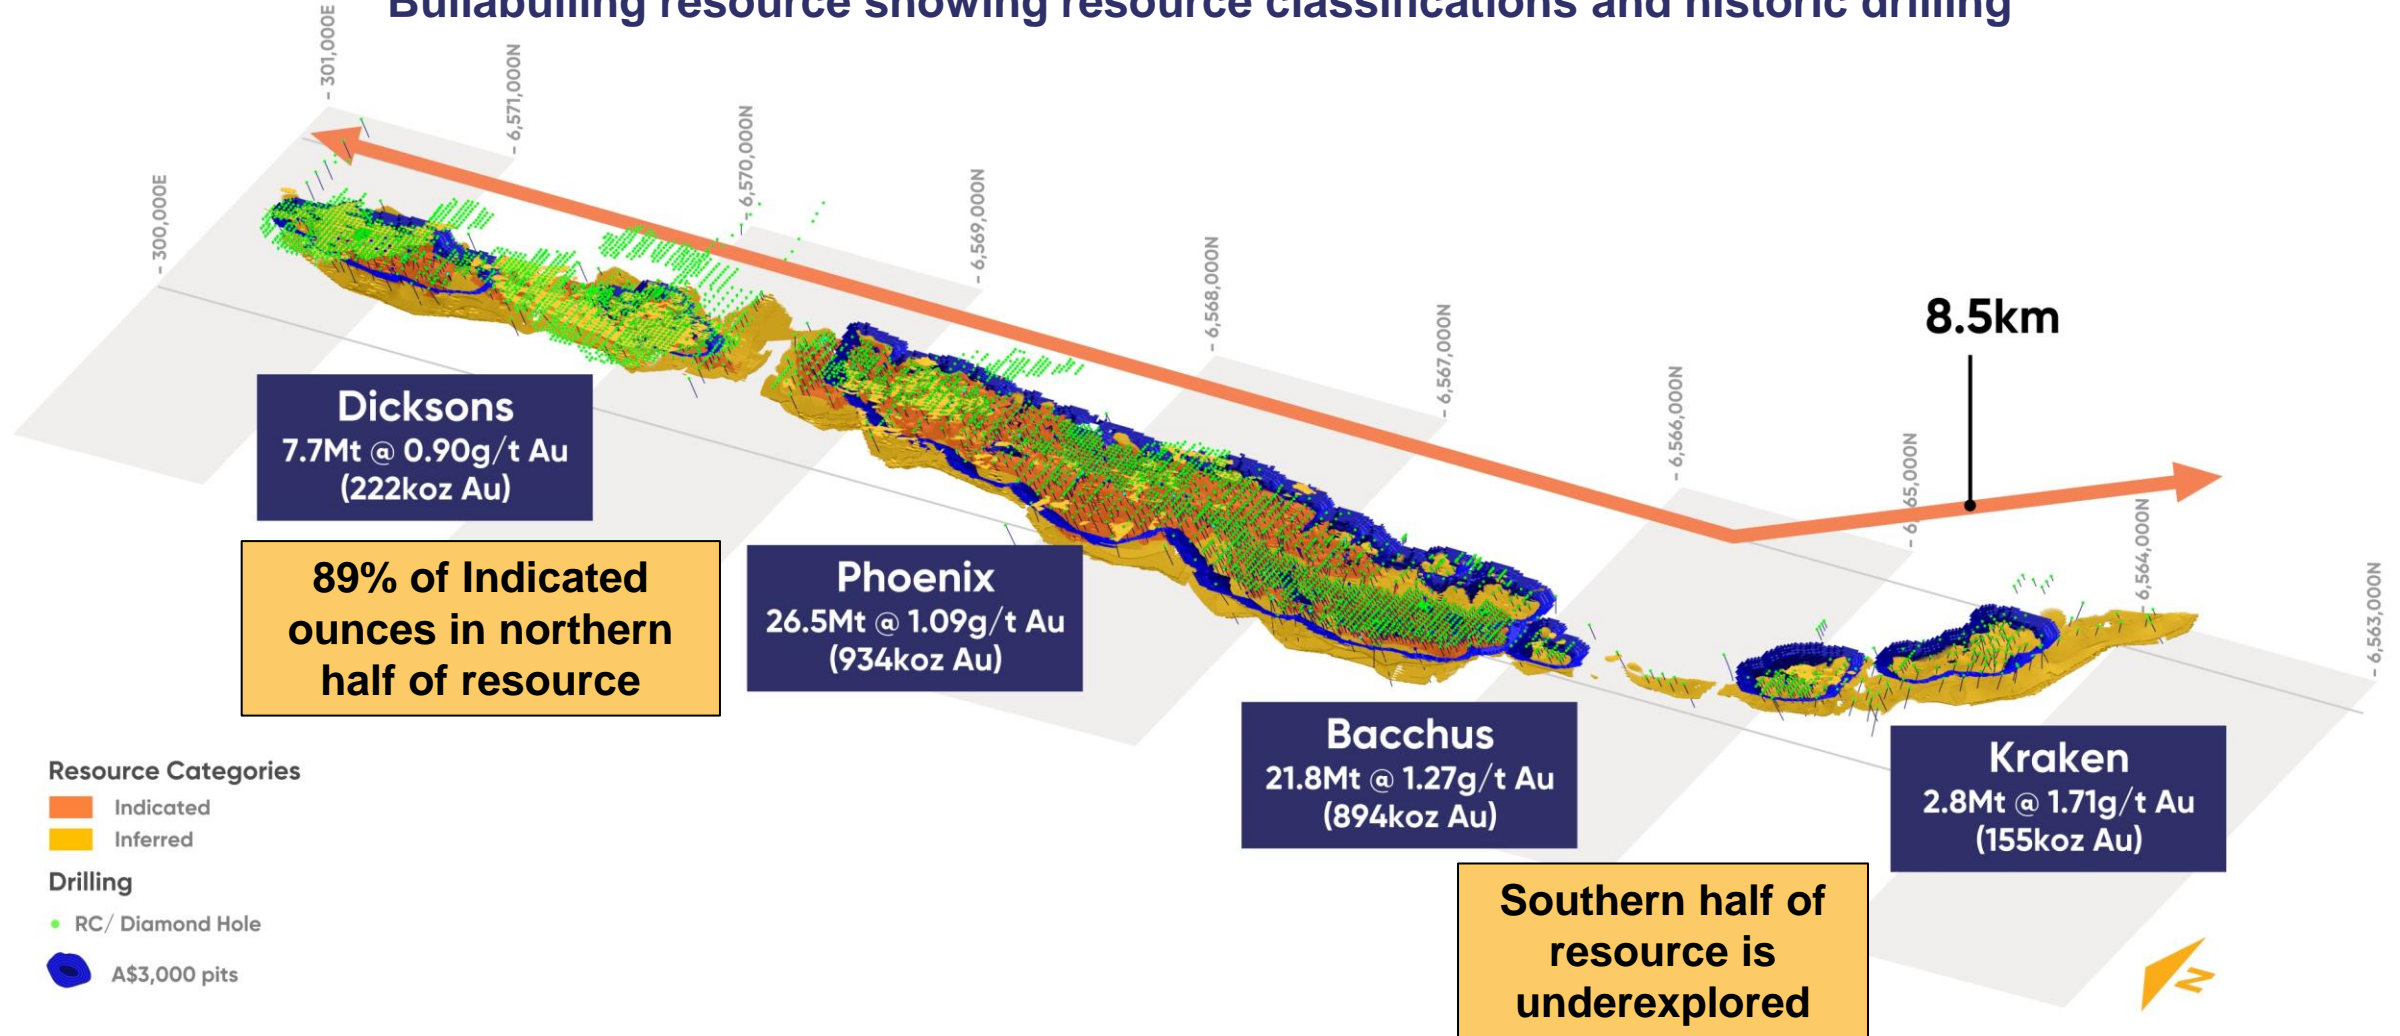 Bullabulling resource showing resource classifications and historic drilling
- 301,000E
- 6,571,000N
- 300,000E
- 6,570,000N
- 6,569,000N
- 6,568,000N
- 6,567,000N
- 6,566,000N
- 6,564,000N
- 6,563,000N
8.5km
Dicksons
7.7Mt @ 0.90g/t Au
(222koz Au)
89% of Indicated
ounces in northern
half of resource
Phoenix
26.5Mt @ 1.09g/t Au
(934koz Au)
Bacchus
21.8Mt @ 1.27g/t Au
(894koz Au)
Kraken
2.8Mt @ 1.71g/t Au
(155koz Au)
Southern half of
resource is
underexplored
Resource Categories
Indicated
Inferred
Drilling
RC/ Diamond Hole
A$3,000 pits
N